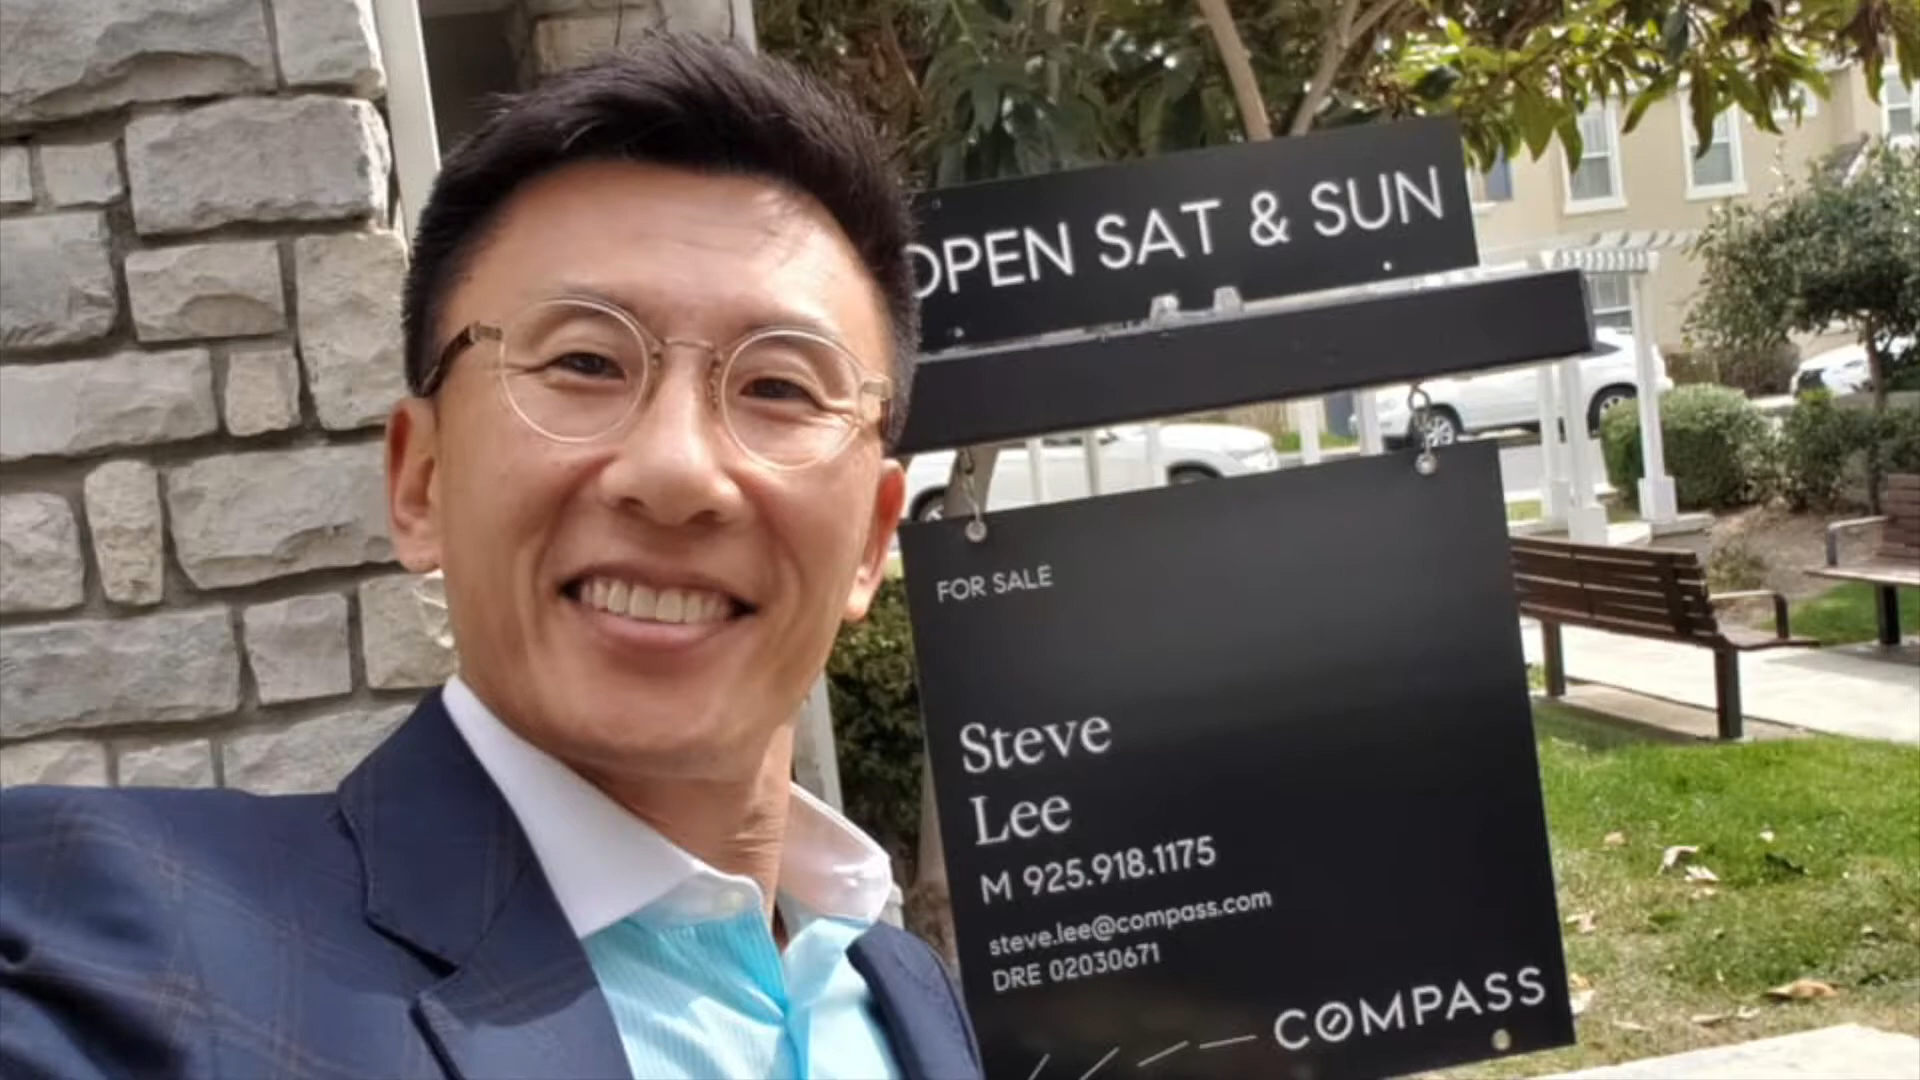 OPEN SAT & SUN
FOR SALE
Steve
Lee
M 925.918.1175
steve.lee@compass.com
DRE 02030671
COMPASS